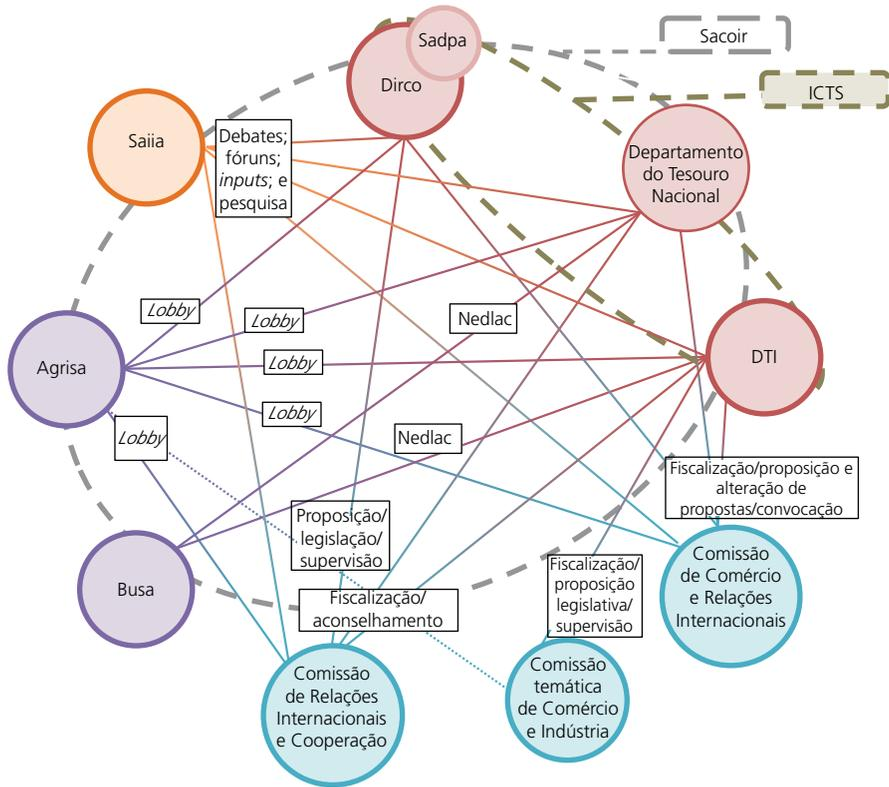 Sadpa
Dirco
Sacoir
ICTS
Saiia
Debates;
fóruns;
inputs; e
pesquisa
Departamento
do Tesouro
Nacional
Lobby
Lobby
Nedlac
Lobby
DTI
Agrisa
Lobby
Lobby
Nedlac
Fiscalização/proposição e
alteração de
propostas/convocação
Proposição/
legislação/
supervisão
Busa
Fiscalização/
aconselhamento
Fiscalização/
proposição
legislativa/
supervisão
Comissão
de Comércio
e Relações
Internacionais
Comissão
de Relações
Internacionais
e Cooperação
Comissão
temática
de Comércio
e Indústria